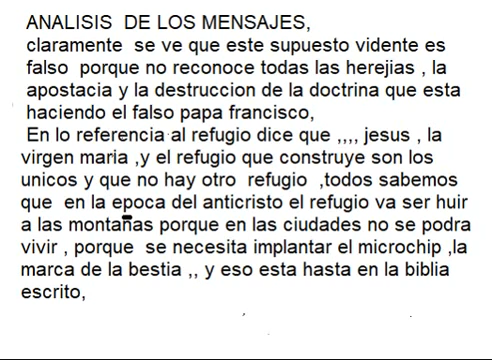 ANALISIS  DE LOS MENSAJES,
claramente  se ve que este supuesto vidente es
falso  porque no reconoce todas las herejias , la
apostacia y la destruccion de la doctrina que esta
haciendo el falso papa francisco,
En lo referencia al refugio dice que ,,,, jesus , la
virgen maria ,y el refugio que construye son los
unicos y que no hay otro  refugio  ,todos sabemos
que  en la epoca del anticristo el refugio va ser huir
a las montañas porque en las ciudades no se podra
vivir , porque  se necesita implantar el microchip ,la
marca de la bestia ,, y eso esta hasta en la biblia
escrito,